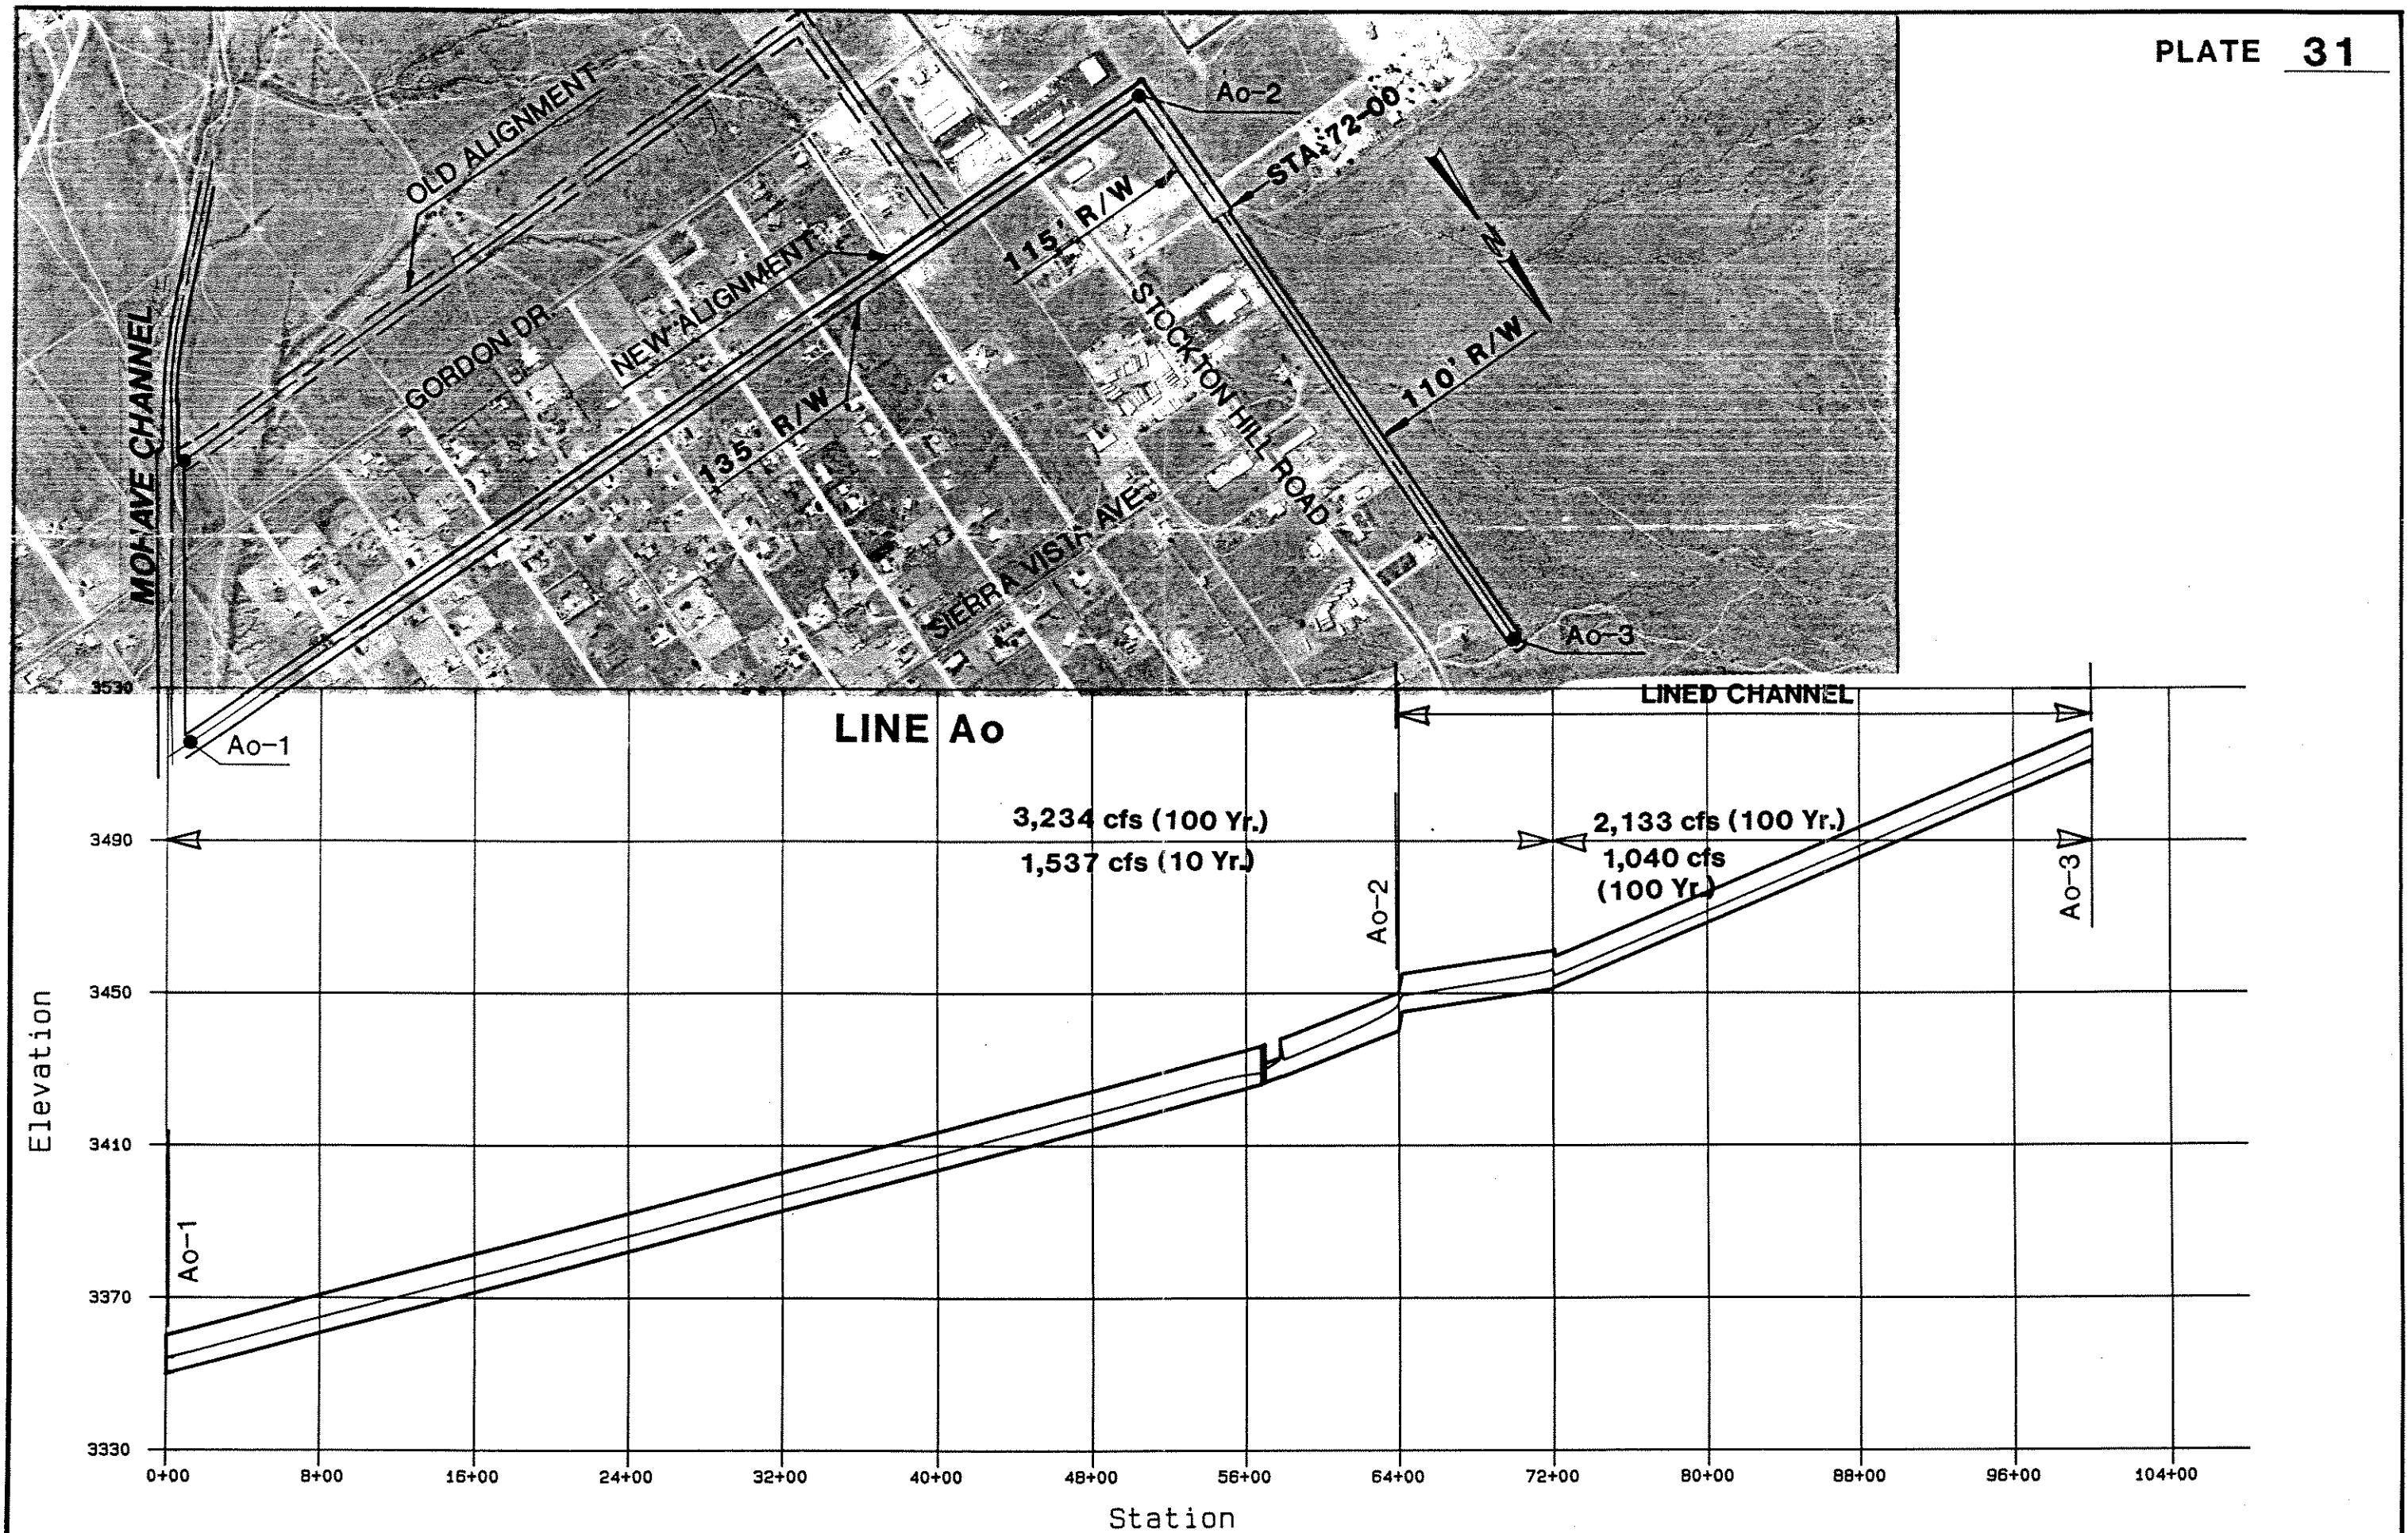 PLATE 31
OLD ALIGNMENT
Ao-2
STA. 72-00
115' R/W
N
GORDON DR.
NEW ALIGNMENT
STOCKTON HILL ROAD
110' R/W
135' R/W
MOHAVE CHANNEL
SIERRA VISTA AVE
Ao-3
Ao-1
LINE Ao
LINED CHANNEL
3,234 cfs (100 Yr.)
1,537 cfs (10 Yr.)
2,133 cfs (100 Yr.)
1,040 cfs
(100 Yr.)
Ao-1
Ao-2
Ao-3
Elevation
3530
3490
3450
3410
3370
3330
0+00 8+00 16+00 24+00 32+00 40+00 48+00 56+00 64+00 72+00 80+00 88+00 96+00 104+00
Station